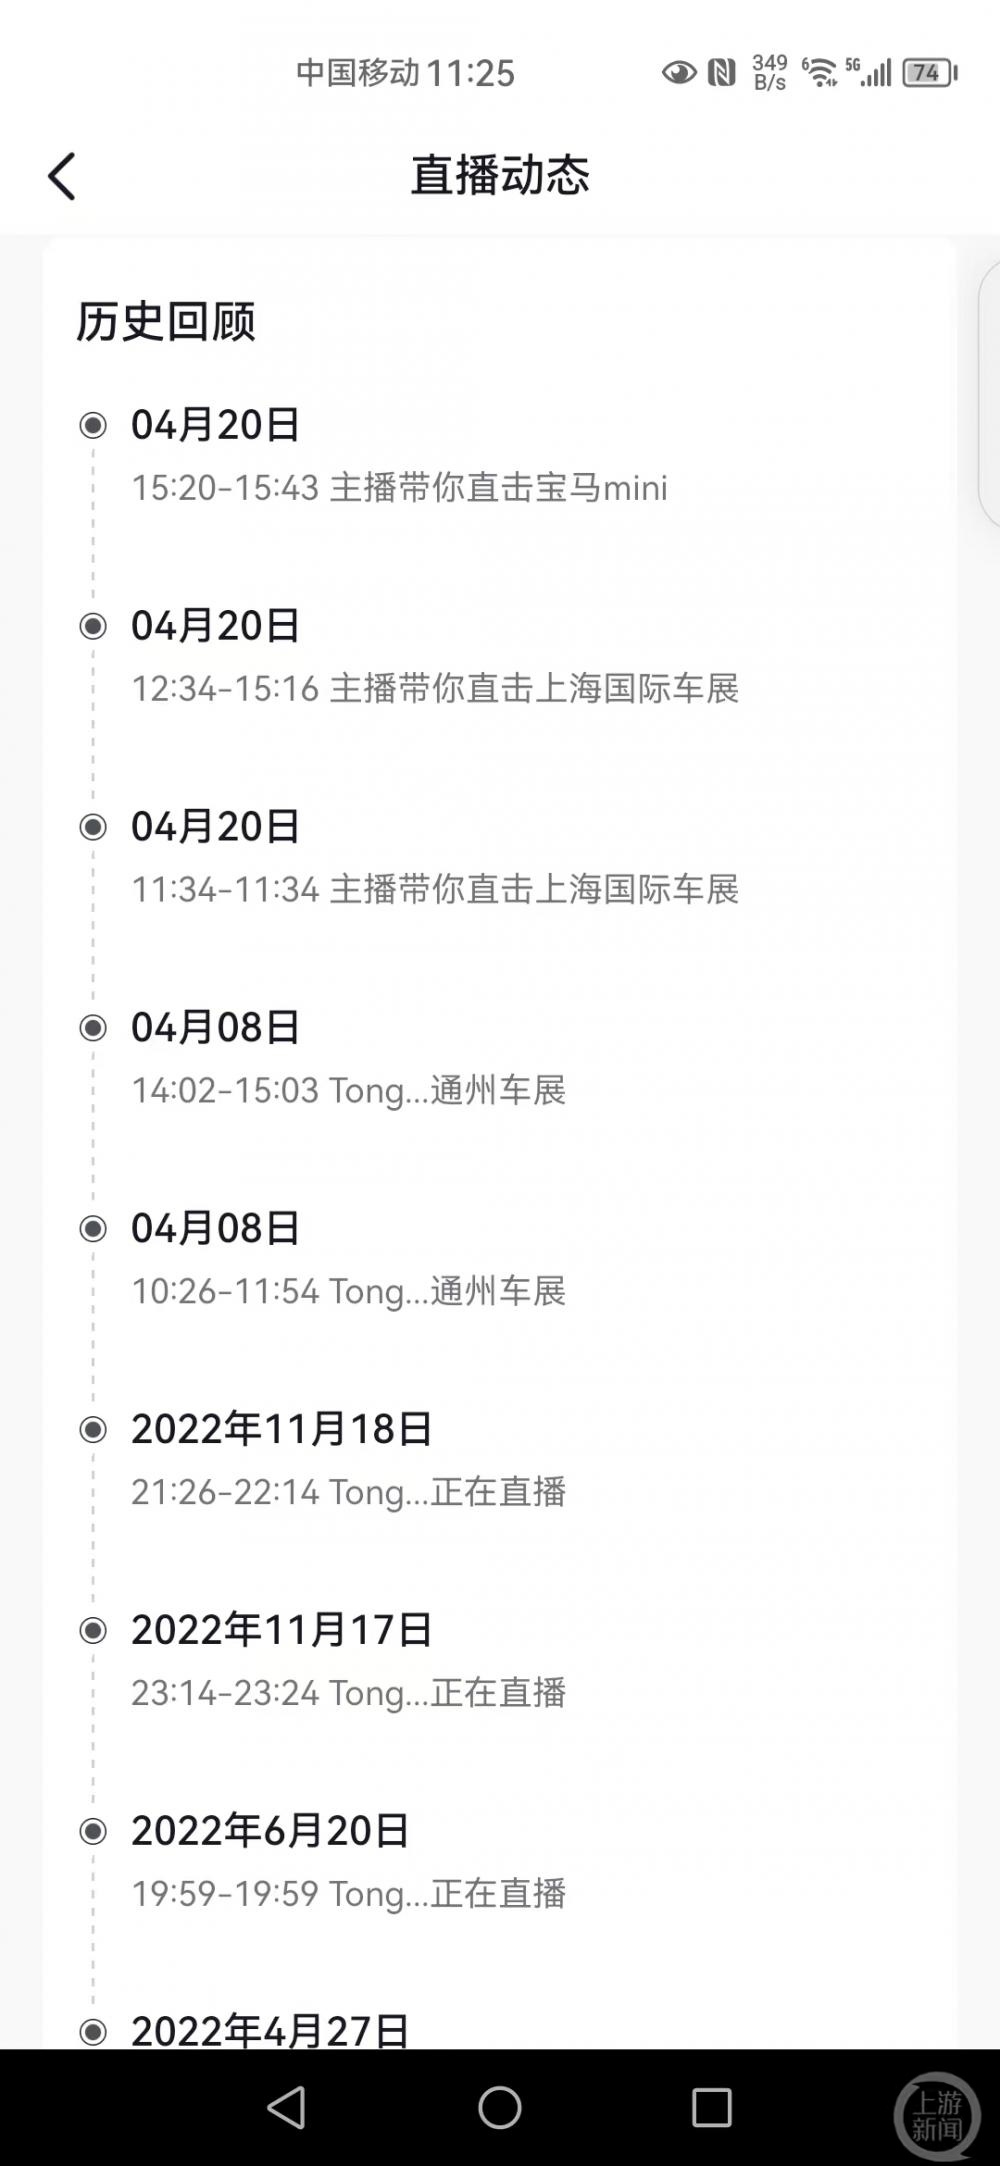 中国移动 11:25 349 B/s 6 5G 74
直播动态
历史回顾
04月20日
15:20-15:43 主播带你直击宝马mini
04月20日
12:34-15:16 主播带你直击上海国际车展
04月20日
11:34-11:34 主播带你直击上海国际车展
04月08日
14:02-15:03 Tong...通州车展
04月08日
10:26-11:54 Tong...通州车展
2022年11月18日
21:26-22:14 Tong...正在直播
2022年11月17日
23:14-23:24 Tong...正在直播
2022年6月20日
19:59-19:59 Tong...正在直播
2022年4月27日
上游
新闻